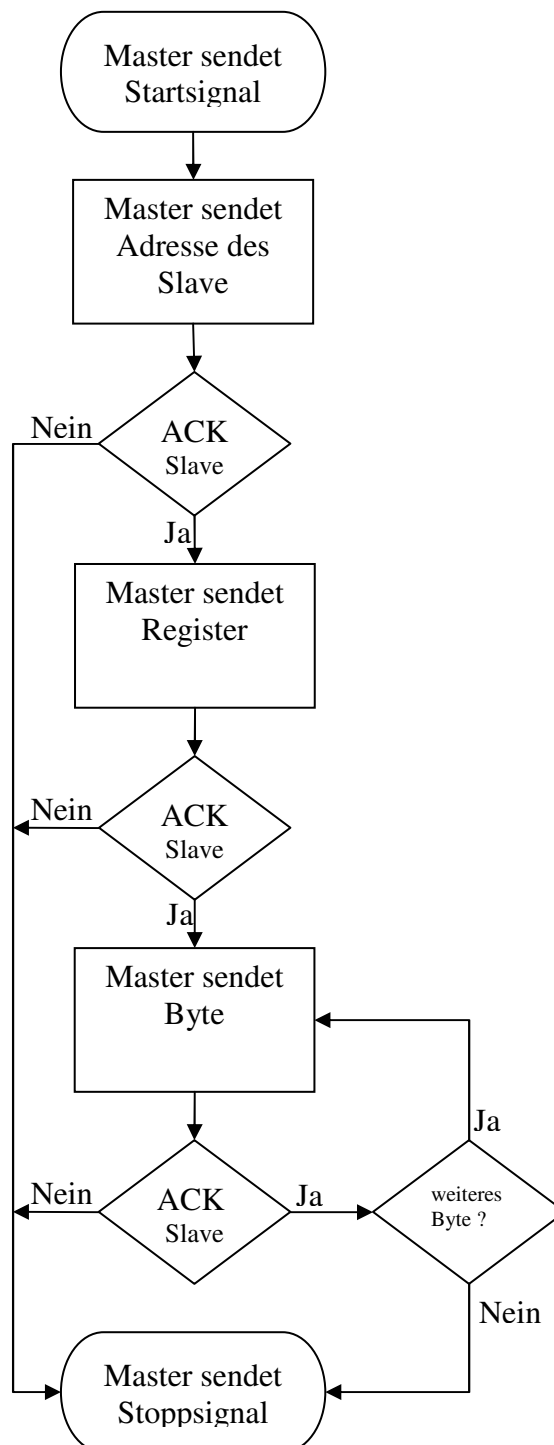 Master sendet
Startsignal
Master sendet
Adresse des
Slave
Nein
ACK
Slave
Ja
Master sendet
Register
Nein
ACK
Slave
Ja
Master sendet
Byte
Ja
Nein
ACK
Slave
Ja
weiteres
Byte ?
Nein
Master sendet
Stoppsignal